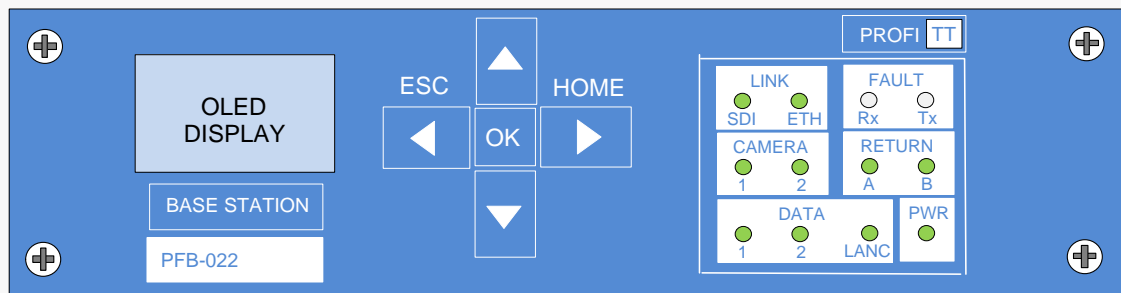 PROFI TT
OLED
DISPLAY
ESC
HOME
OK
BASE STATION
PFB-022
LINK
SDI ETH
FAULT
Rx Tx
CAMERA
1 2
RETURN
A B
DATA
1 2 LANC
PWR